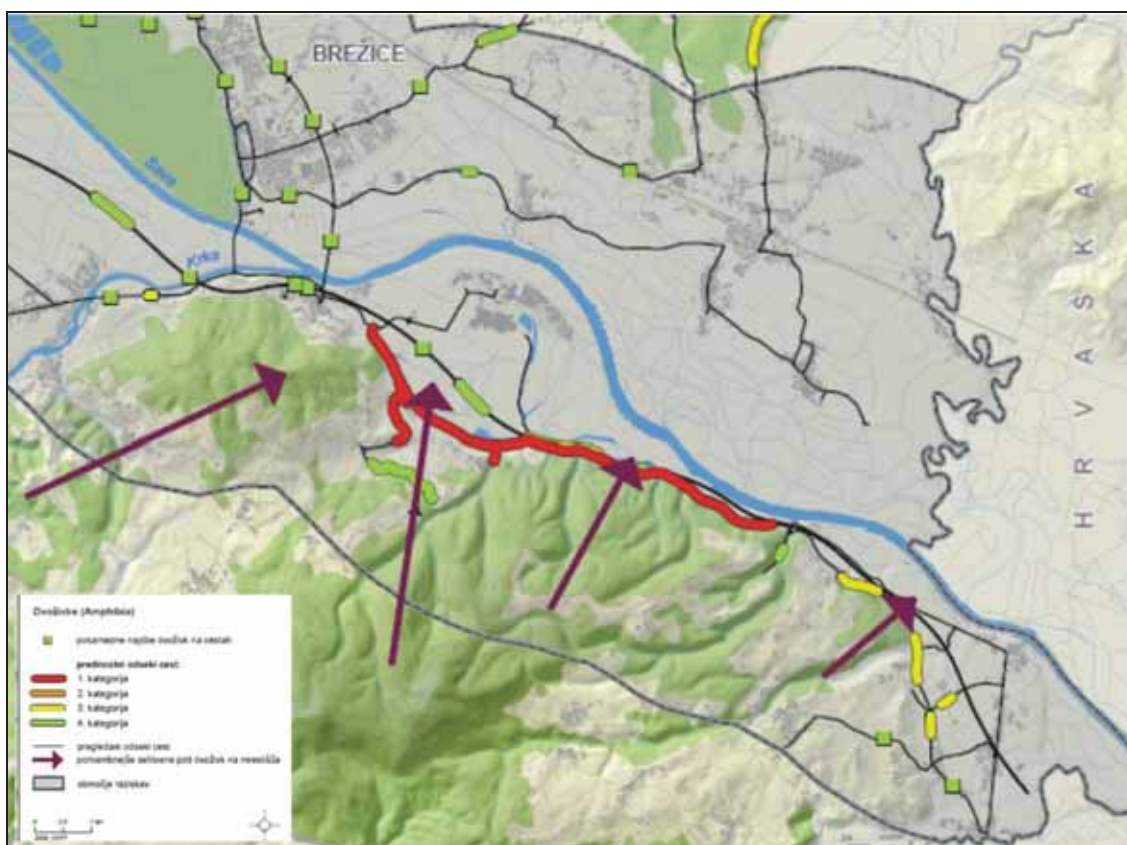 BREŽICE
Sava
Krka
HRVAŠKA
Dvoživke (Amphibia)
posamezne najdbe dvoživk na cestah
prednostni odseki cest:
1. kategorija
2. kategorija
3. kategorija
4. kategorija
pregledani odseki cest
pomembnejše selitvene poti dvoživk na mrestišča
območje raziskav